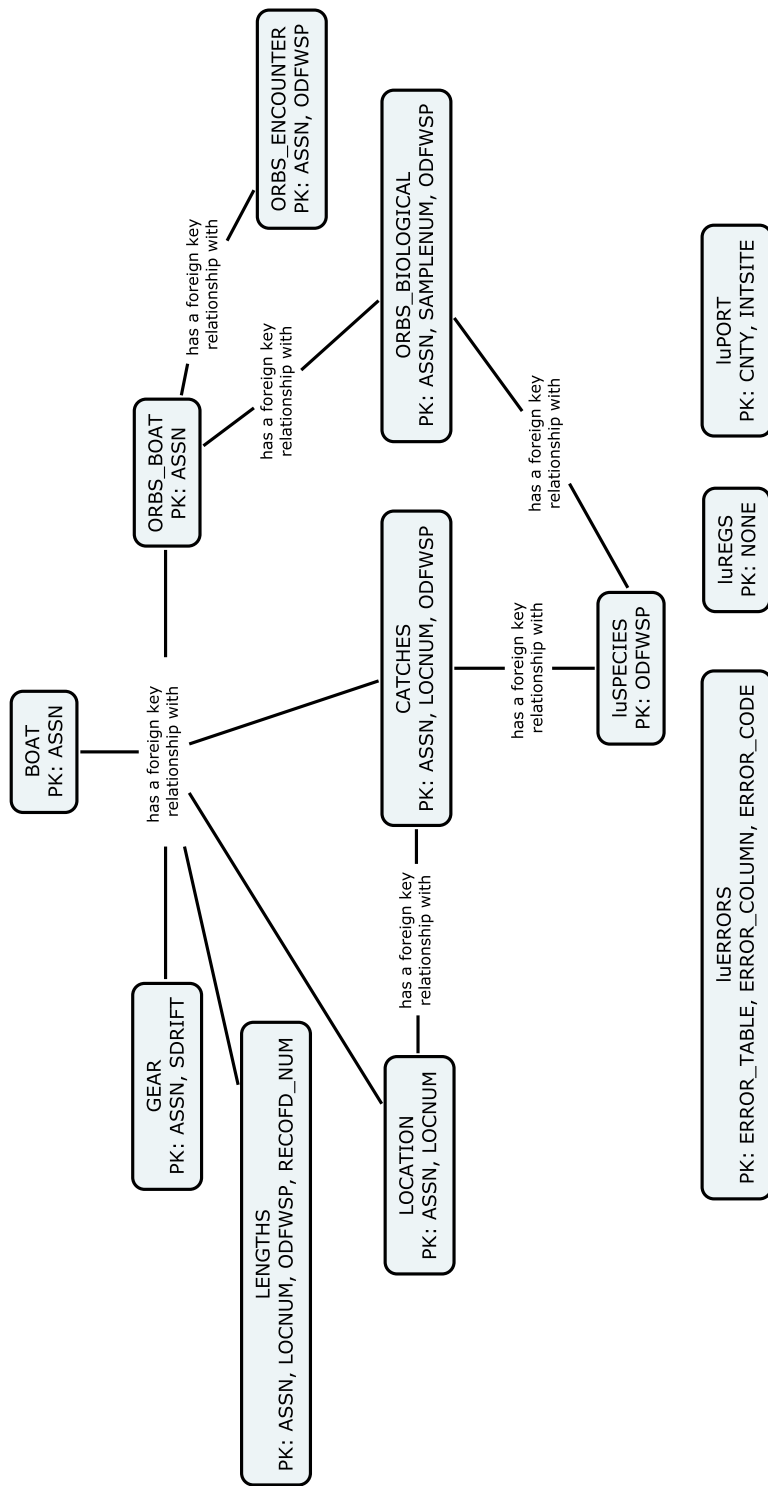 BOAT
PK: ASSN
has a foreign key
relationship with
GEAR
PK: ASSN, SDRIFT
ORBS_BOAT
PK: ASSN
has a foreign key
relationship with
LENGTHS
PK: ASSN, LOCNUM, ODFWSP, RECOFD_NUM
has a foreign key
relationship with
ORBS_ENCOUNTER
PK: ASSN, ODFWSP
LOCATION
PK: ASSN, LOCNUM
has a foreign key
relationship with
CATCHES
PK: ASSN, LOCNUM, ODFWSP
ORBS_BIOLOGICAL
PK: ASSN, SAMPLENUM, ODFWSP
has a foreign key
relationship with
has a foreign key
relationship with
luSPECIES
PK: ODFWSP
luERRORS
PK: ERROR_TABLE, ERROR_COLUMN, ERROR_CODE
luREGS
PK: NONE
luPORT
PK: CNTY, INTSITE